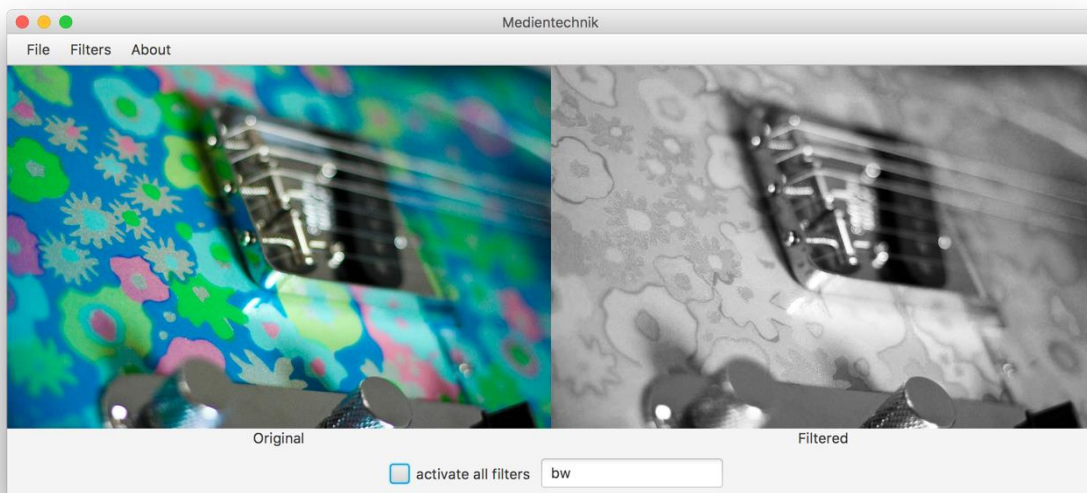 Medientechnik
File Filters About
Original Filtered
activate all filters bw